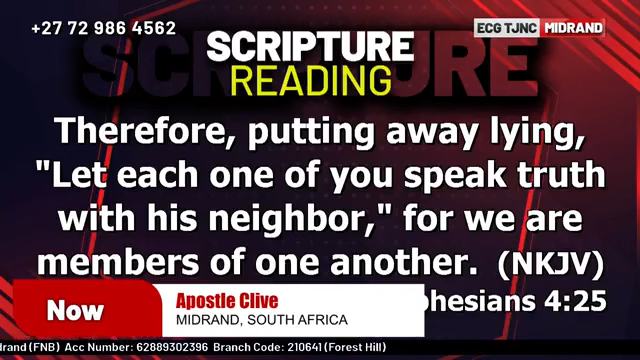 +27 72 986 4562
ECG TJNC MIDRAND
SCRIPTURE
READING
Therefore, putting away lying,
"Let each one of you speak truth
with his neighbor," for we are
members of one another. (NKJV)
phesians 4:25
Now
Apostle Clive
MIDRAND, SOUTH AFRICA
drand (FNB) Acc Number: 62889302396 Branch Code: 210641 (Forest Hill)